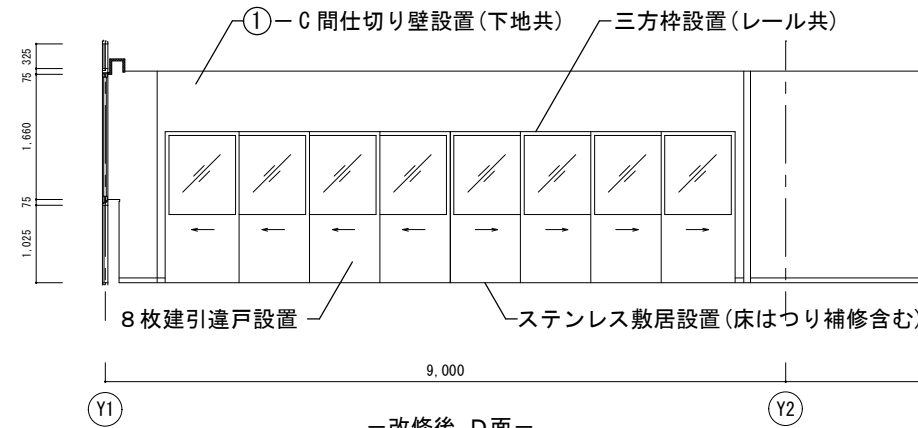 ①－C 間仕切り壁設置(下地共)
三方枠設置(レール共)
325
75
1,660
75
1,025
8枚建引違戸設置
ステンレス敷居設置(床はつり補修含む)
9,000
Y1
Y2
－改修後 D面－